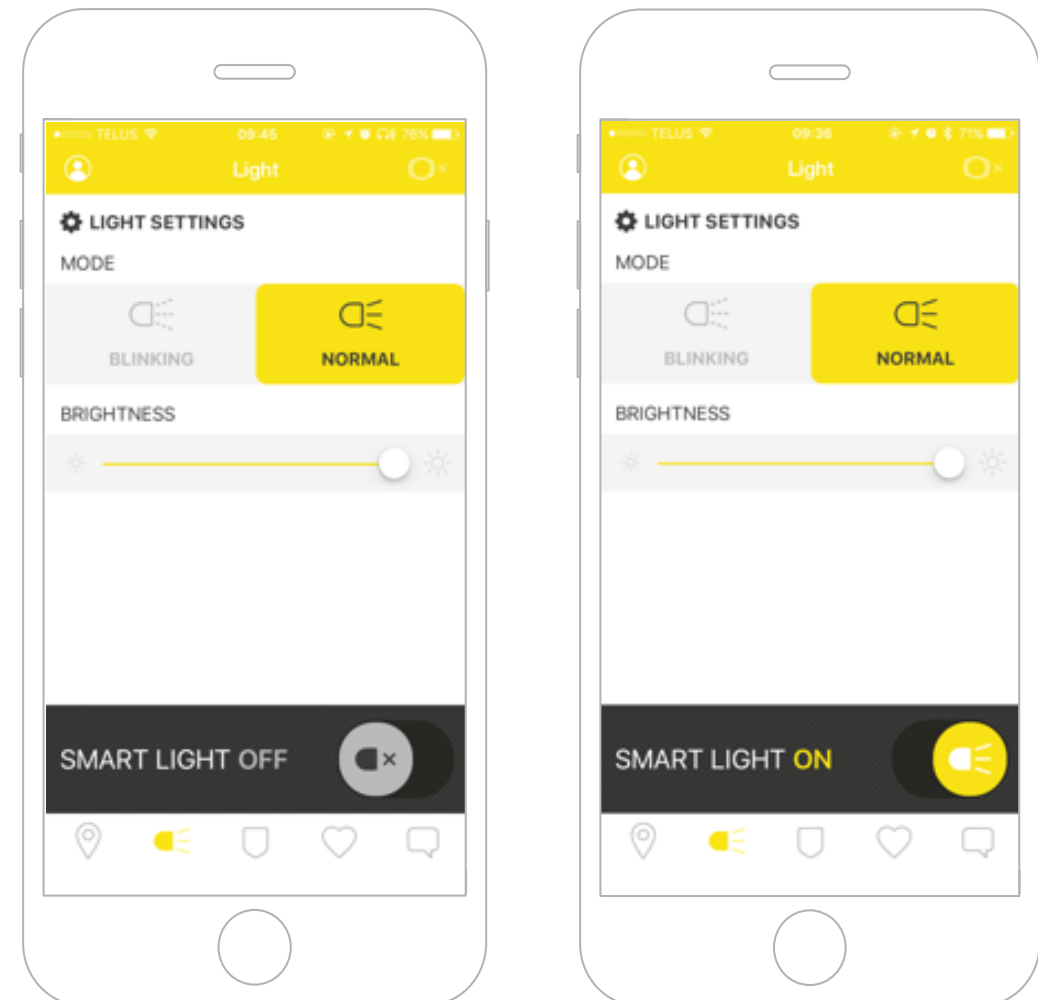 TELUS 09:45 76%
Light
LIGHT SETTINGS
MODE
BLINKING NORMAL
BRIGHTNESS
SMART LIGHT OFF
TELUS 09:36 71%
Light
LIGHT SETTINGS
MODE
BLINKING NORMAL
BRIGHTNESS
SMART LIGHT ON